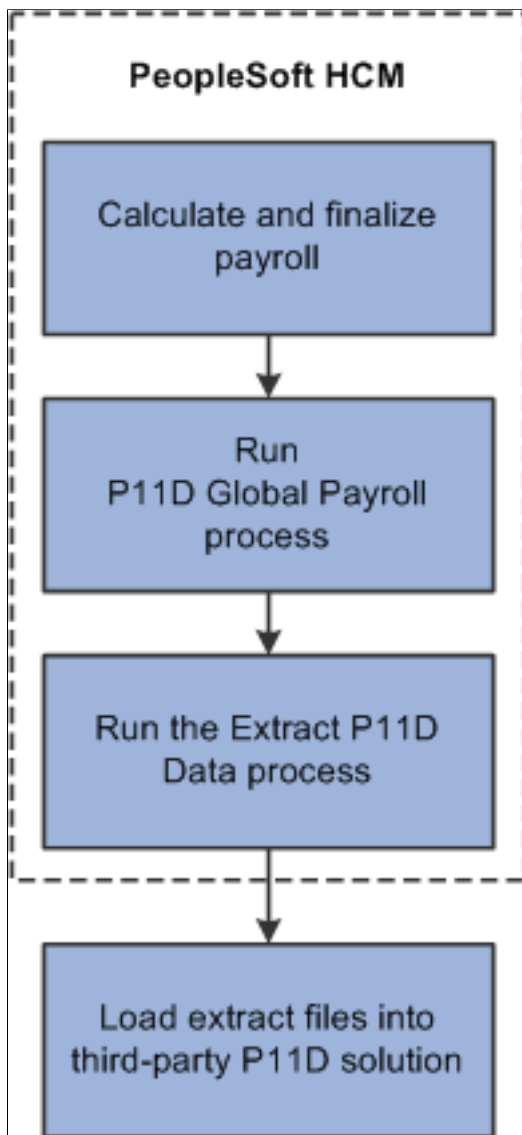 PeopleSoft HCM
Calculate and finalize
payroll
Run
P11D Global Payroll
process
Run the Extract P11D
Data process
Load extract files into
third-party P11D solution